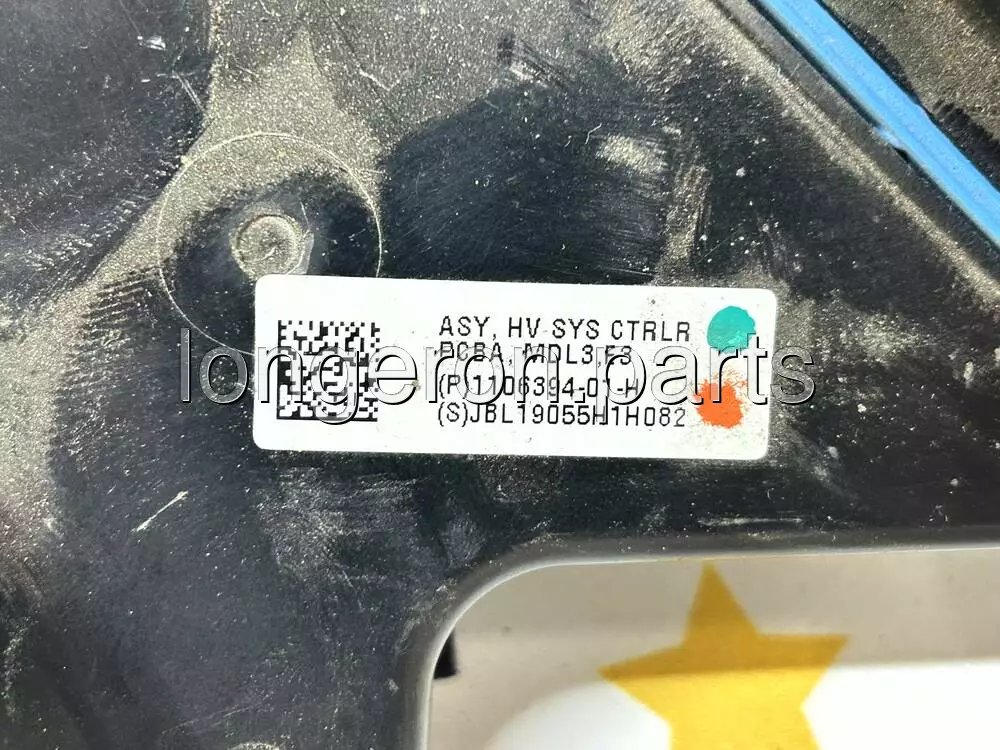 ASY, HV SYS CTRLR
PCBA, MDL3,E3
(P)1106394-01-H
(S)JBL19055H1H082
longeron-parts